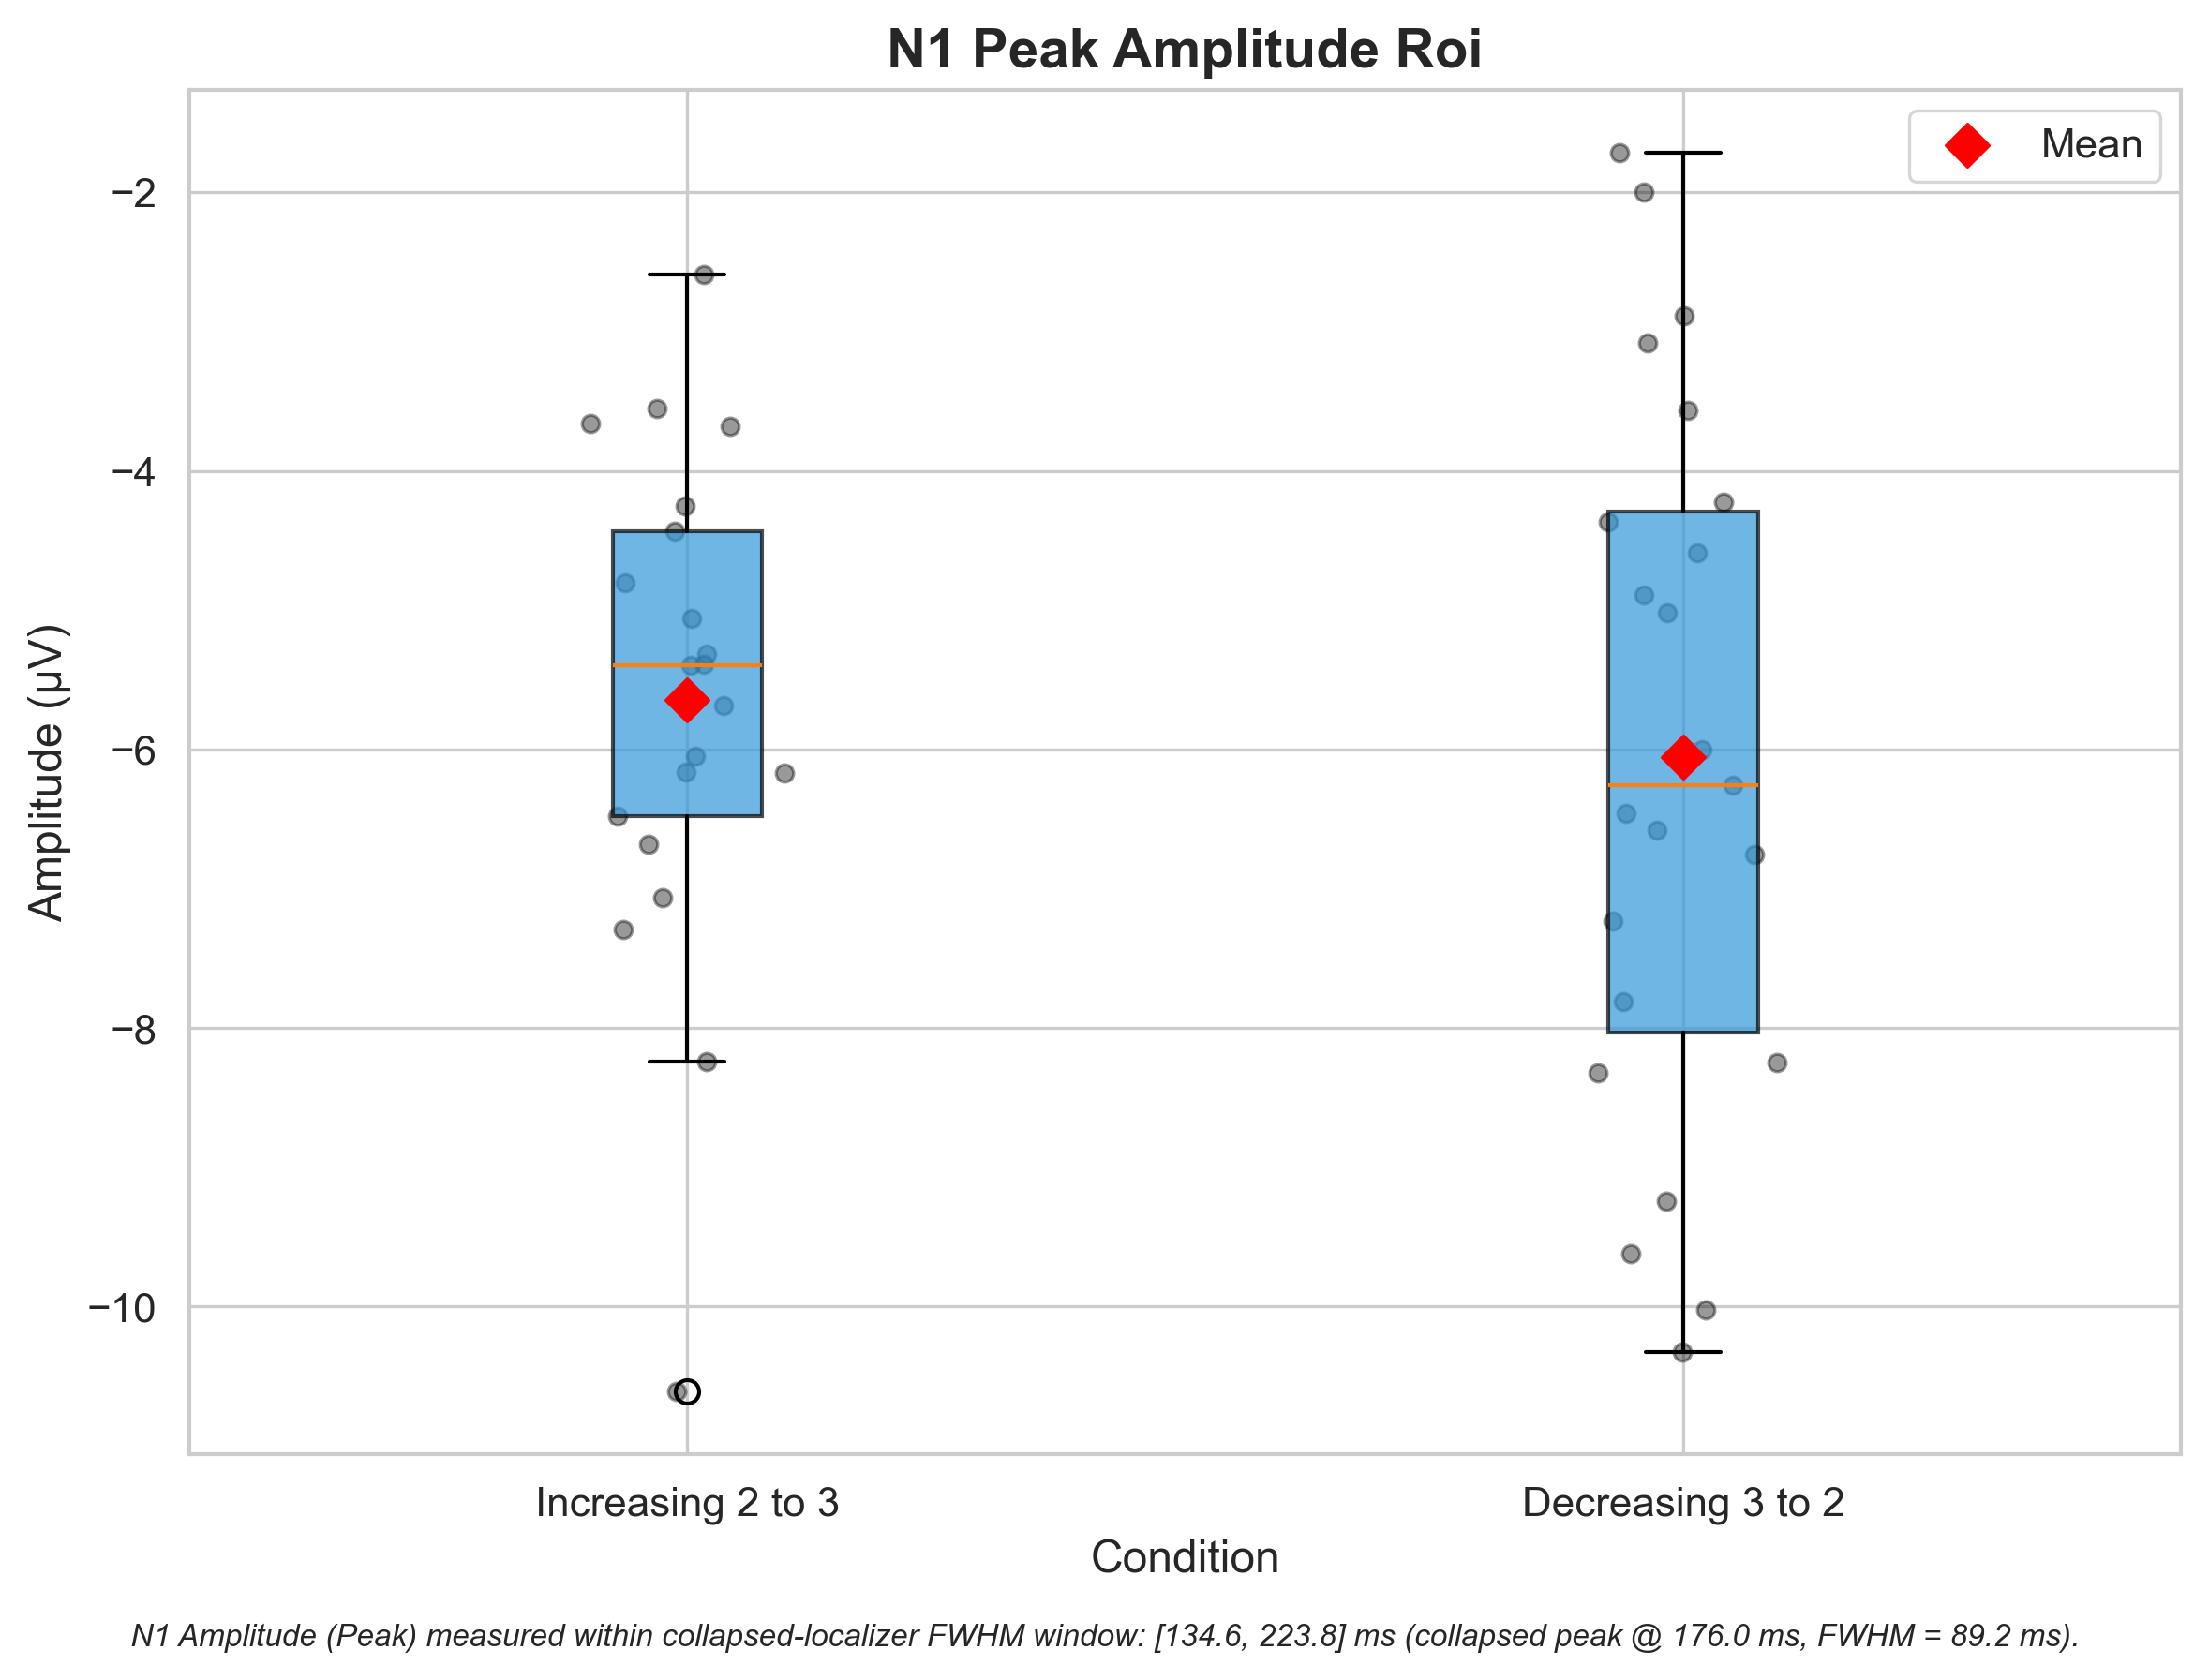 N1 Peak Amplitude Roi
Mean
−2
−4
−6
−8
−10
Amplitude (µV)
Increasing 2 to 3
Decreasing 3 to 2
Condition
N1 Amplitude (Peak) measured within collapsed-localizer FWHM window: [134.6, 223.8] ms (collapsed peak @ 176.0 ms, FWHM = 89.2 ms).